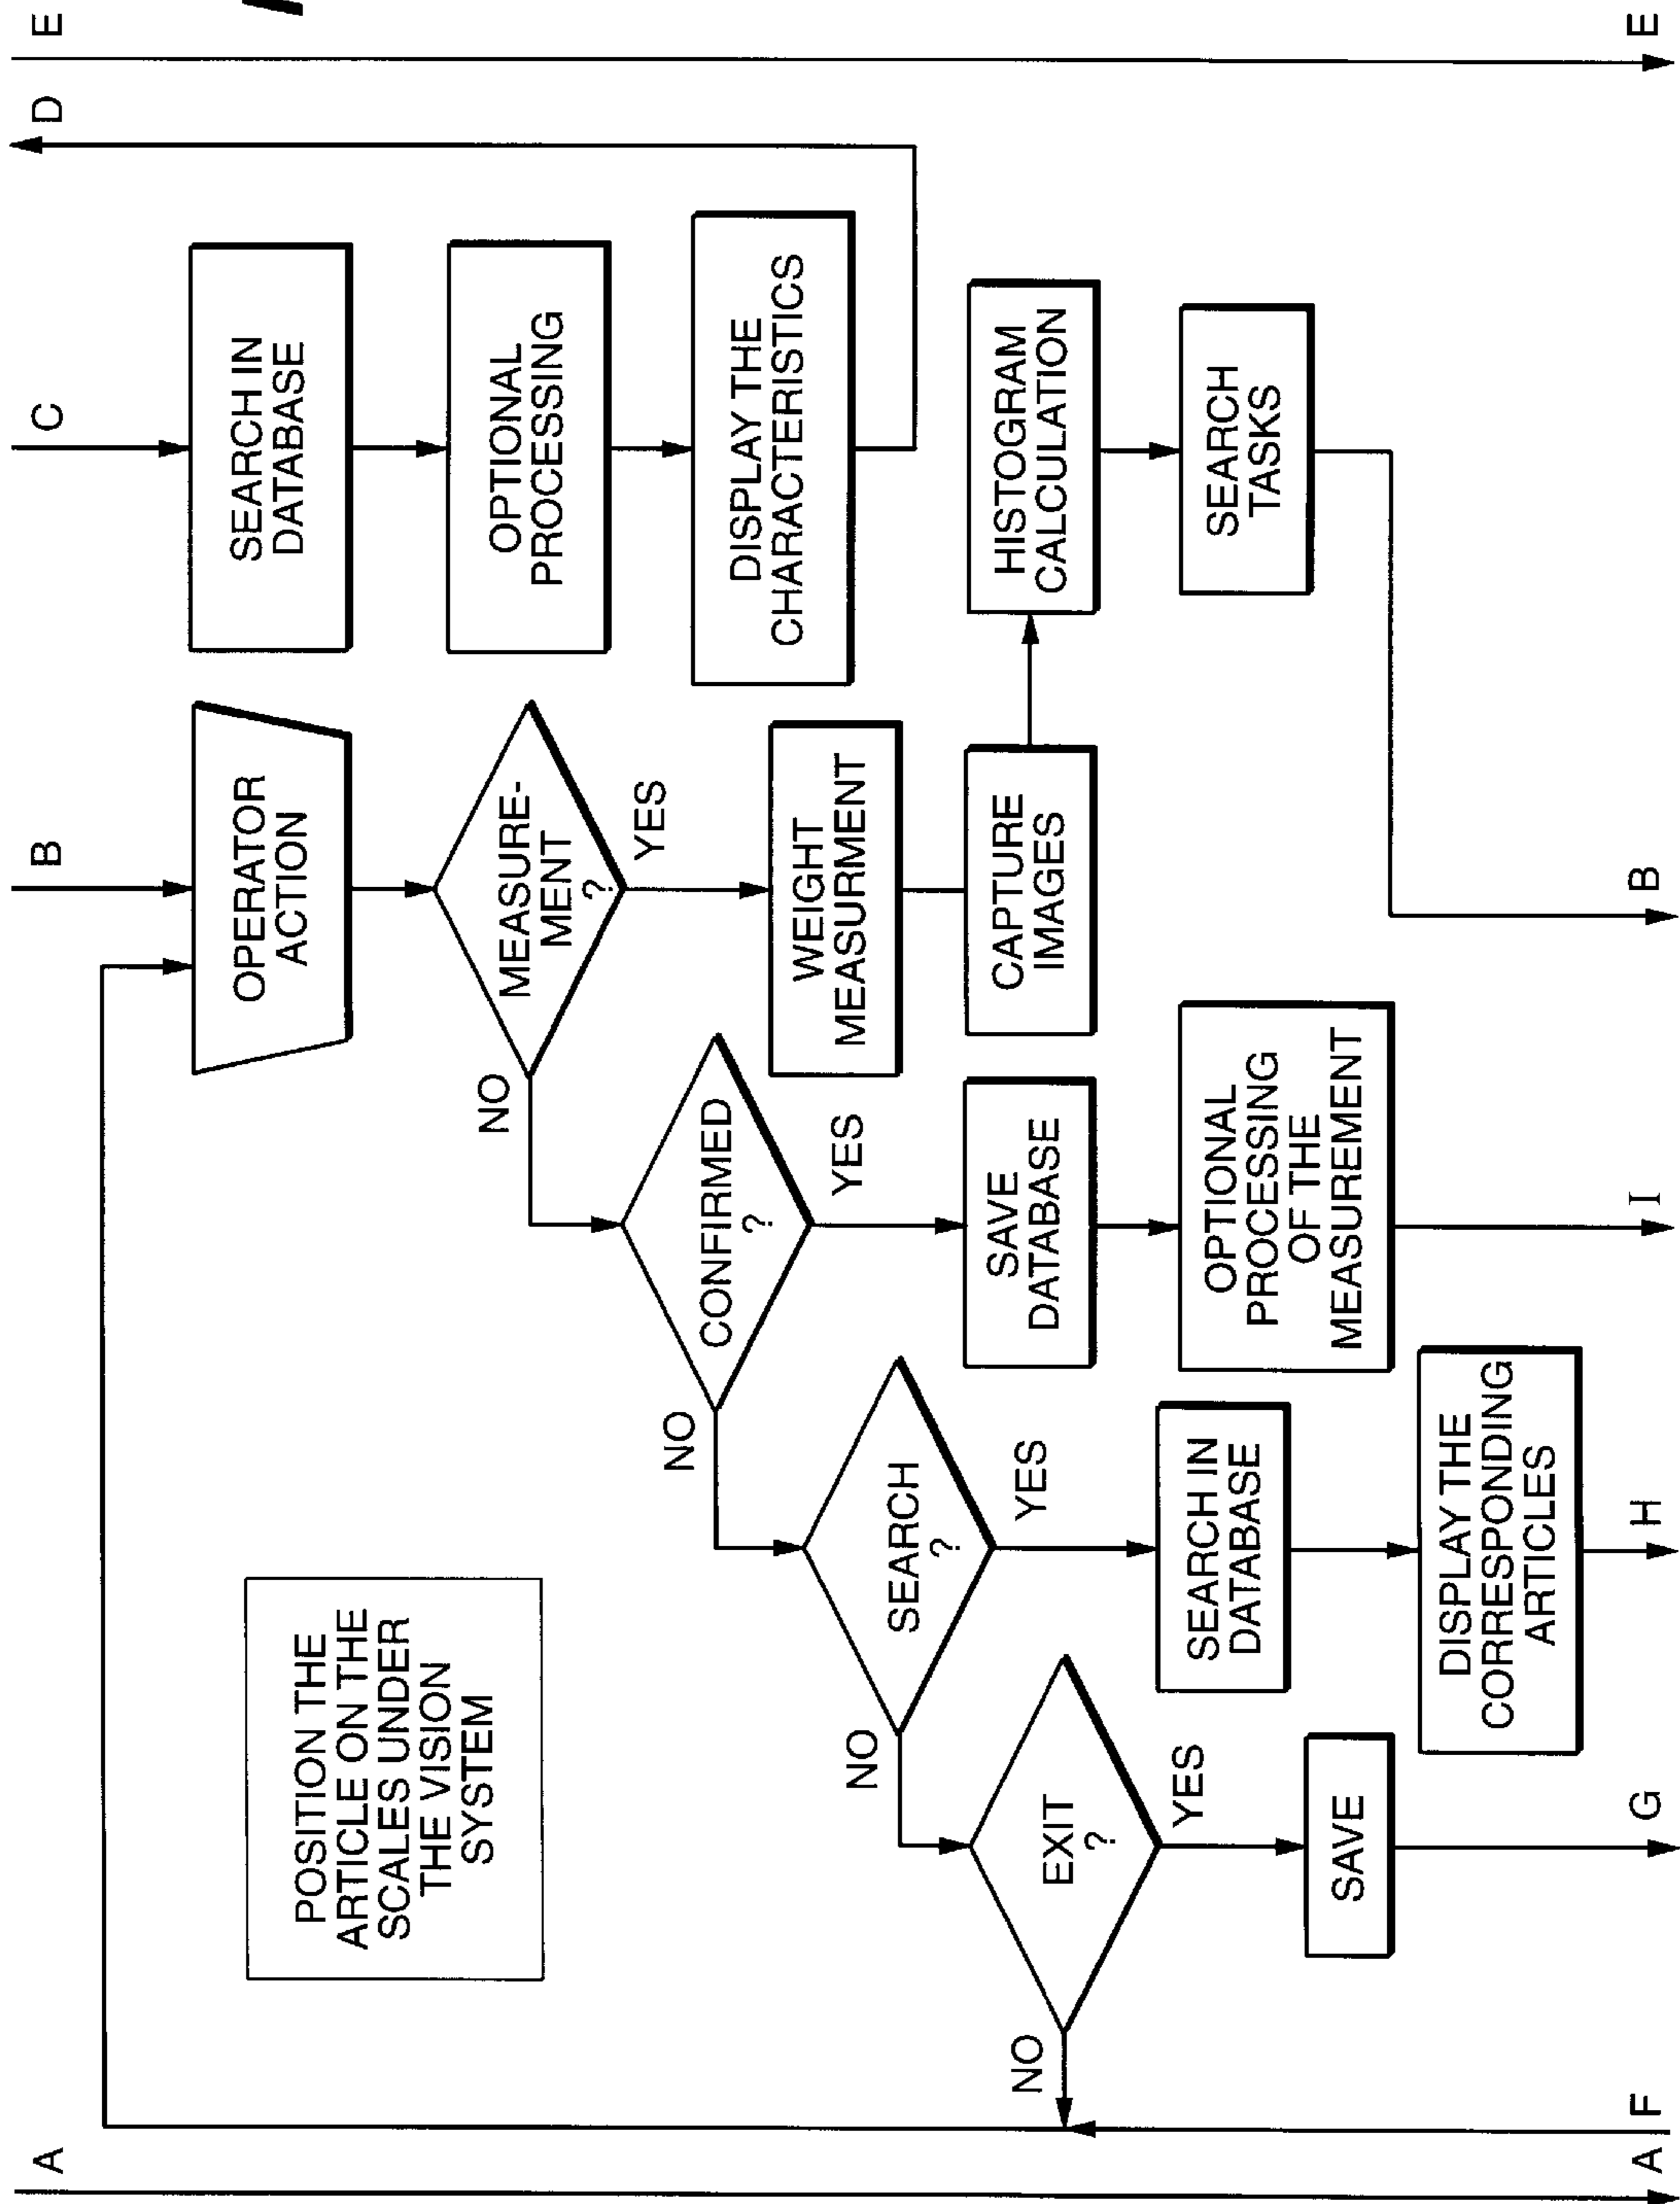 A
B
C
D
E
POSITION THE
ARTICLE ON THE
SCALES UNDER
THE VISION
SYSTEM
OPERATOR
ACTION
SEARCH IN
DATABASE
MEASURE-
MENT
?
NO
YES
OPTIONAL
PROCESSING
CONFIRMED
?
NO
YES
WEIGHT
MEASURMENT
DISPLAY THE
CHARACTERISTICS
SEARCH
?
NO
YES
SAVE
DATABASE
CAPTURE
IMAGES
HISTOGRAM
CALCULATION
EXIT
?
NO
YES
SEARCH IN
DATABASE
OPTIONAL
PROCESSING
OF THE
MEASUREMENT
SEARCH
TASKS
SAVE
DISPLAY THE
CORRESPONDING
ARTICLES
A
F
G
H
I
B
E